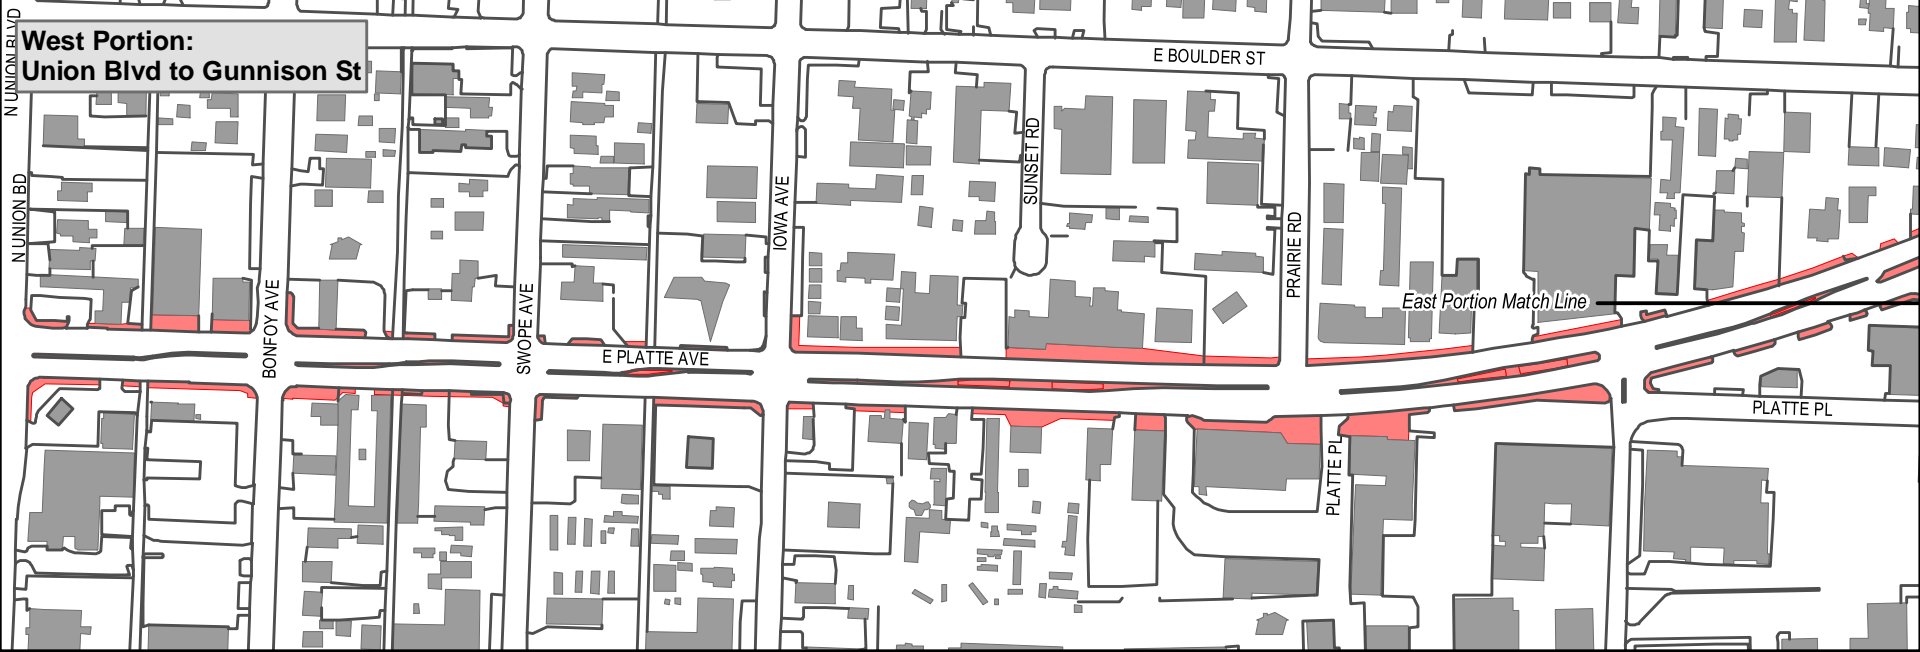 West Portion:
Union Blvd to Gunnison St
N UNION BLVD
E BOULDER ST
N UNION BD
BONFOY AVE
SWOPE AVE
IOWA AVE
SUNSET RD
PRAIRIE RD
East Portion Match Line
E PLATTE AVE
PLATTE PL
PLATTE PL